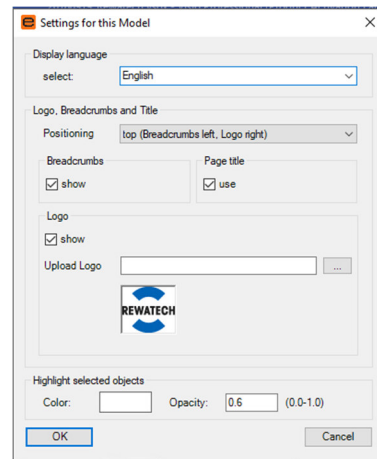 Settings for this Model
Display language
select: English
Logo, Breadcrumbs and Title
Positioning top (Breadcrumbs left, Logo right)
Breadcrumbs Page title
show use
Logo
show
Upload Logo ...
REWATECH
Highlight selected objects
Color: Opacity: 0.6 (0.0-1.0)
OK Cancel